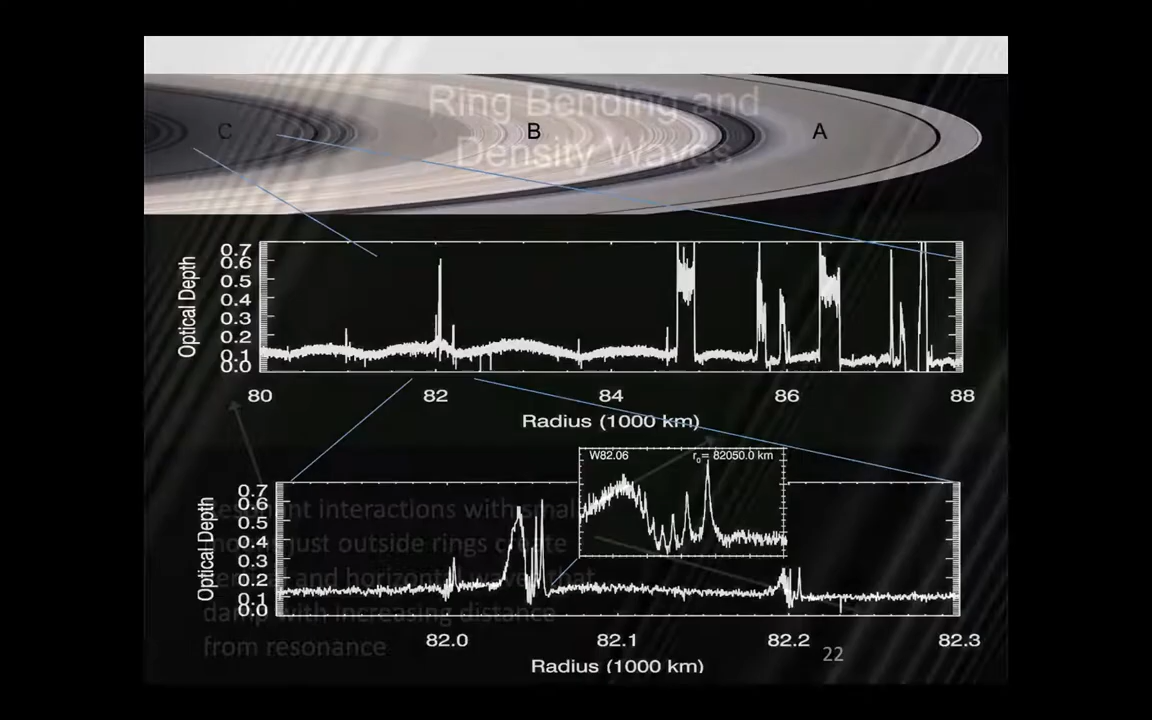 Ring Bending and
Density Waves
C
B
A
Optical Depth
0.7
0.6
0.5
0.4
0.3
0.2
0.1
0.0
80 82 84 86 88
Radius (1000 km)
W82.06 r₀= 82050.0 km
Optical Depth
0.7
0.6
0.5
0.4
0.3
0.2
0.1
0.0
interactions with small
just outside rings create
and horizontal waves that
damp with increasing distance
from resonance
82.0 82.1 82.2 82.3
Radius (1000 km)
22